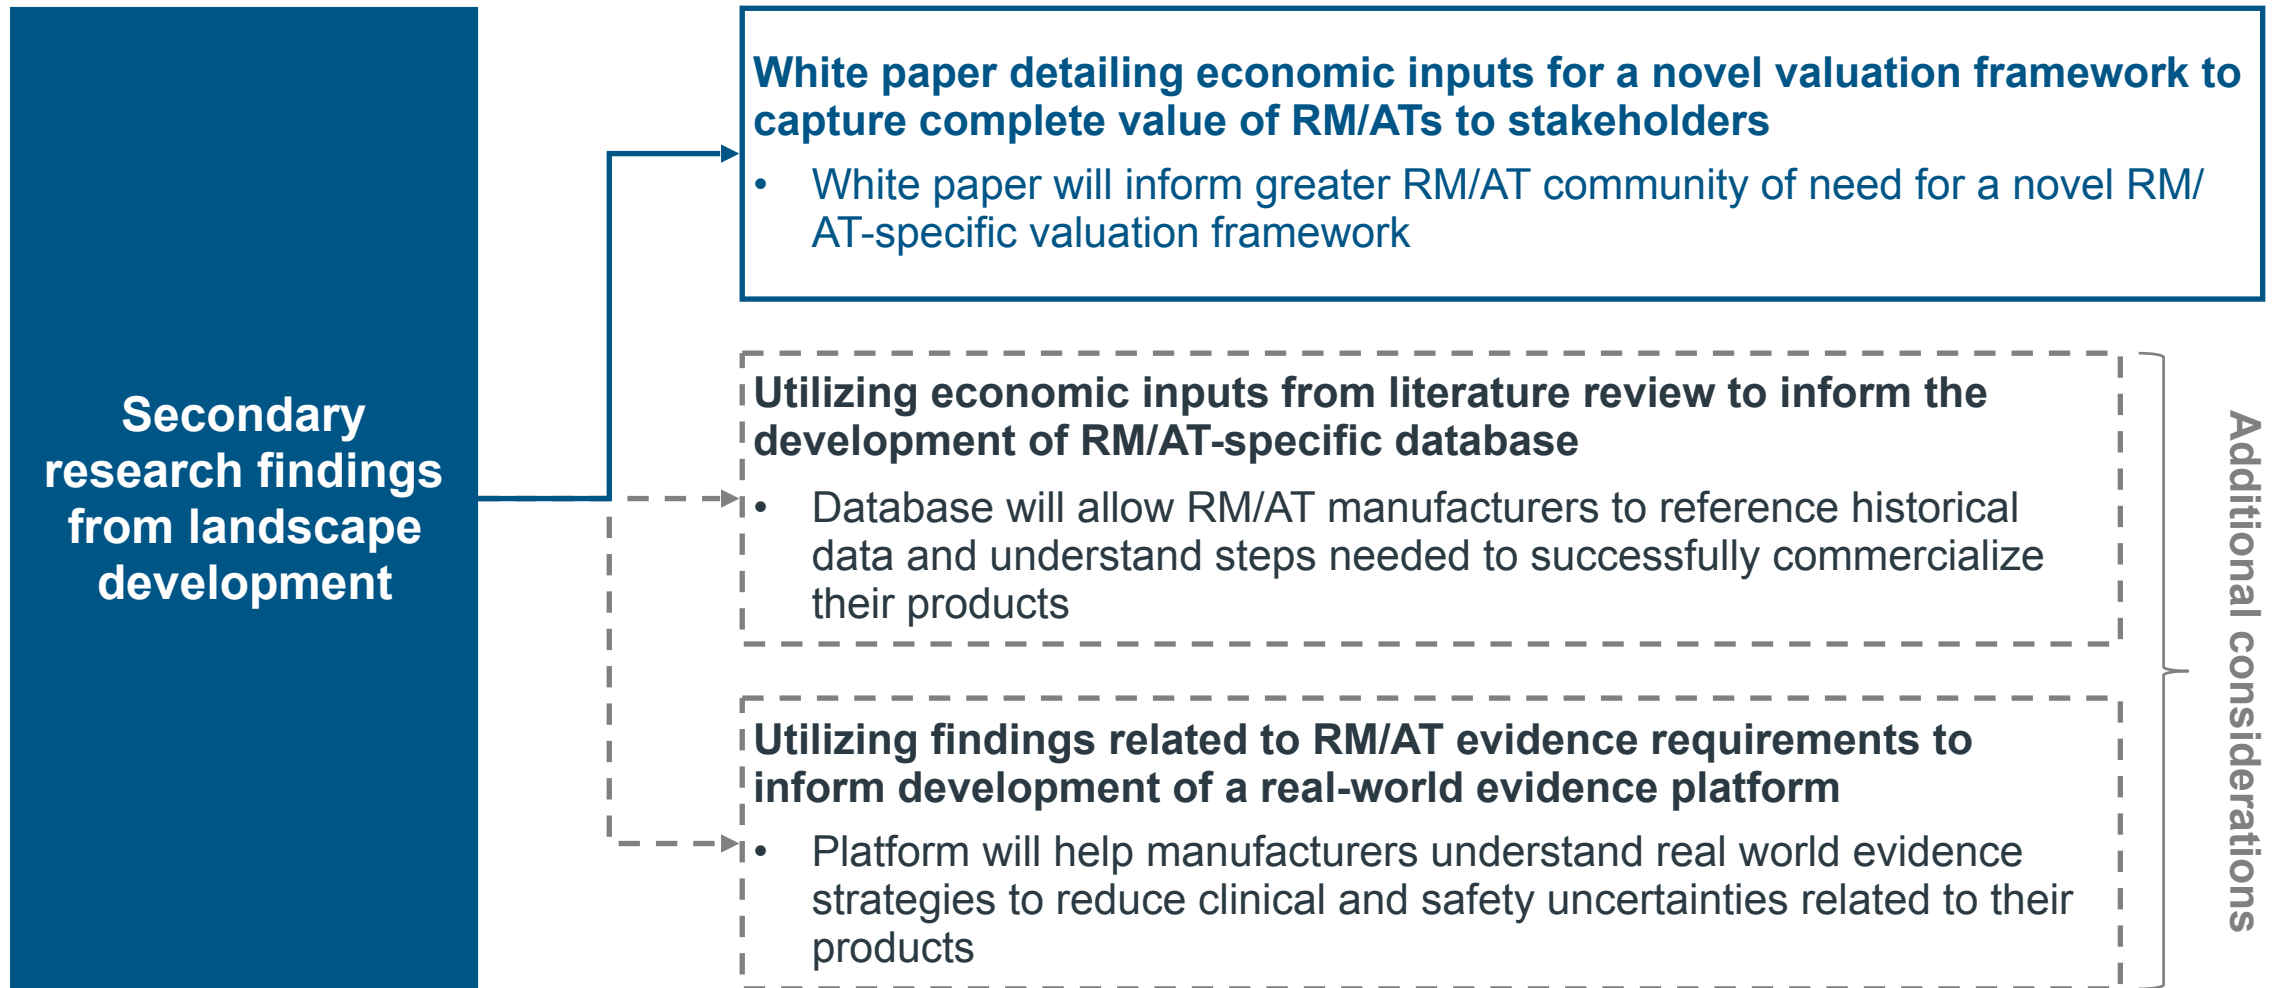 Secondary
research findings
from landscape
development
White paper detailing economic inputs for a novel valuation framework to
capture complete value of RM/ATs to stakeholders
• White paper will inform greater RM/AT community of need for a novel RM/
AT-specific valuation framework
Utilizing economic inputs from literature review to inform the
development of RM/AT-specific database
• Database will allow RM/AT manufacturers to reference historical
data and understand steps needed to successfully commercialize
their products
Utilizing findings related to RM/AT evidence requirements to
inform development of a real-world evidence platform
• Platform will help manufacturers understand real world evidence
strategies to reduce clinical and safety uncertainties related to their
products
Additional considerations